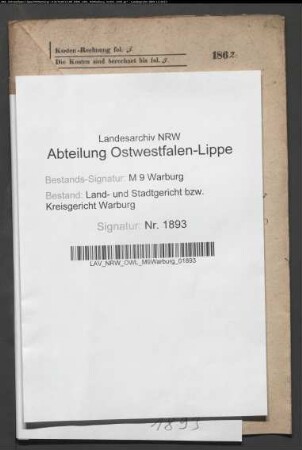 Kosten-Rechnung fol.
1862
Die Kosten sind berechnet bis fol.
Landesarchiv NRW
Abteilung Ostwestfalen-Lippe
Bestands-Signatur: M 9 Warburg
Bestand: Land- und Stadtgericht bzw.
Kreisgericht Warburg
Signatur: Nr. 1893
LAV_NRW_OWL_M9Warburg_01893
1893